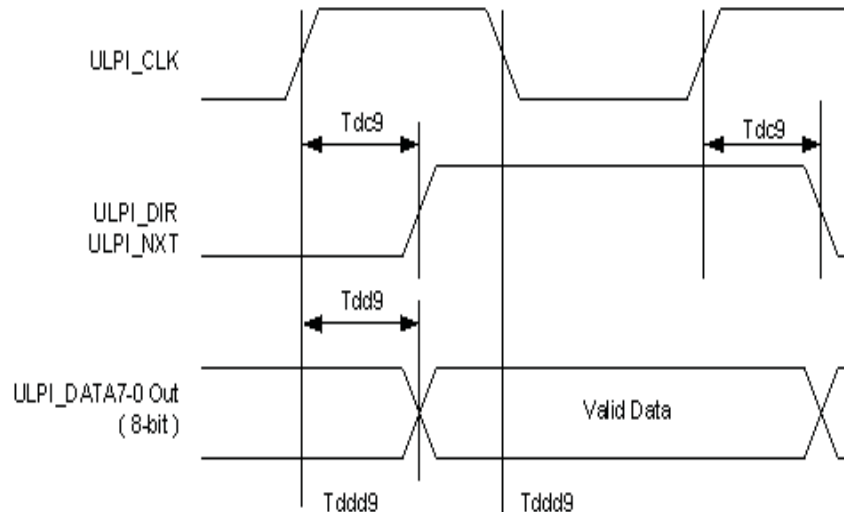 ULPI_CLK
Tdc9
Tdc9
ULPI_DIR
ULPI_NXT
Tdd9
ULPI_DATA7-0 Out
( 8-bit )
Valid Data
Tddd9
Tddd9